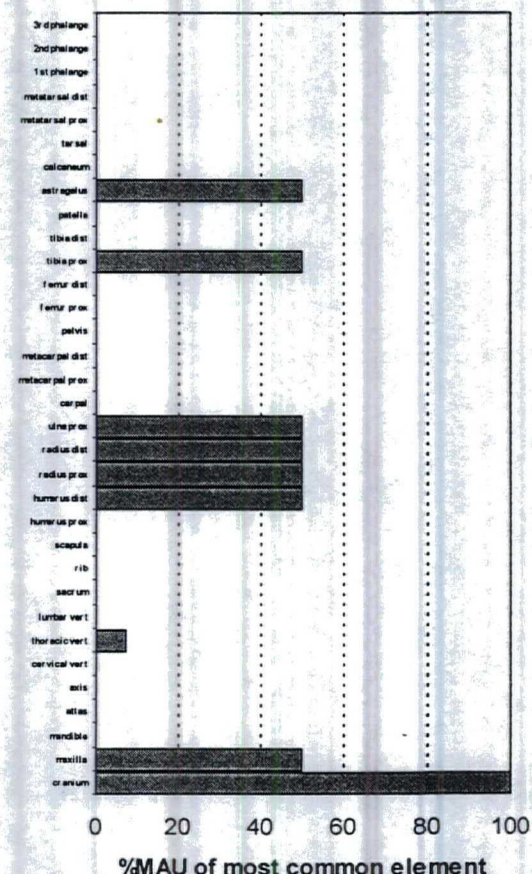 3rd phalange
2nd phalange
1st phalange
metatarsal dist
metatarsal prox
tarsal
calcaneum
astragalus
patella
tibia dist
tibia prox
femur dist
femur prox
pelvis
metacarpal dist
metacarpal prox
carpal
ulna prox
radius dist
radius prox
humerus dist
humerus prox
scapula
rib
sacrum
lumbar vert
thoracic vert
cervical vert
axis
atlas
mandible
maxilla
cranium
0 20 40 60 80 100
%MAU of most common element